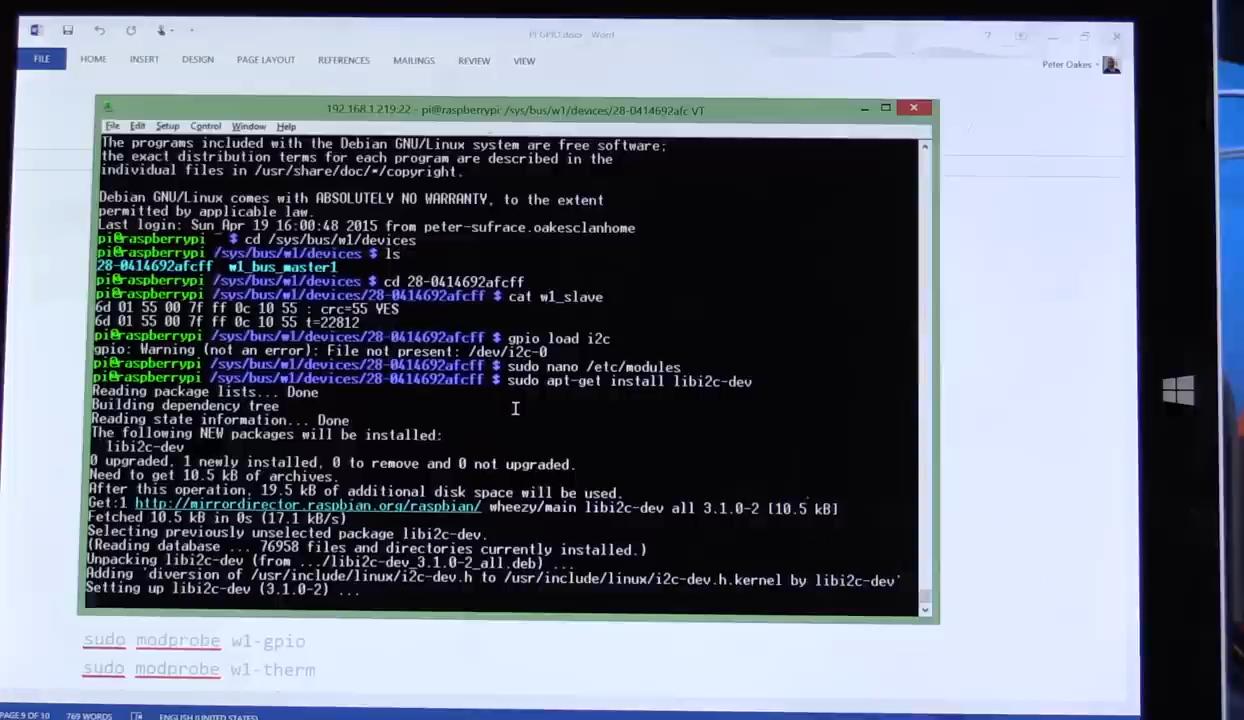 PI GPIO.docx - Word
?
FILE HOME INSERT DESIGN PAGE LAYOUT REFERENCES MAILINGS REVIEW VIEW
Peter Oakes
192.168.1.219:22 - pi@raspberrypi: /sys/bus/w1/devices/28-0414692afc VT
File Edit Setup Control Window Help
The programs included with the Debian GNU/Linux system are free software;
the exact distribution terms for each program are described in the
individual files in /usr/share/doc/*/copyright.
Debian GNU/Linux comes with ABSOLUTELY NO WARRANTY, to the extent
permitted by applicable law.
Last login: Sun Apr 19 16:00:48 2015 from peter-sufrace.oakesclanhome
pi@raspberrypi ~ $ cd /sys/bus/w1/devices
pi@raspberrypi /sys/bus/w1/devices $ ls
28-0414692afcff w1_bus_master1
pi@raspberrypi /sys/bus/w1/devices $ cd 28-0414692afcff
pi@raspberrypi /sys/bus/w1/devices/28-0414692afcff $ cat w1_slave
6d 01 55 00 7f ff 0c 10 55 : crc=55 YES
6d 01 55 00 7f ff 0c 10 55 t=22812
pi@raspberrypi /sys/bus/w1/devices/28-0414692afcff $ gpio load i2c
gpio: Warning (not an error): File not present: /dev/i2c-0
pi@raspberrypi /sys/bus/w1/devices/28-0414692afcff $ sudo nano /etc/modules
pi@raspberrypi /sys/bus/w1/devices/28-0414692afcff $ sudo apt-get install libi2c-dev
Reading package lists... Done
Building dependency tree
Reading state information... Done
The following NEW packages will be installed:
libi2c-dev
0 upgraded, 1 newly installed, 0 to remove and 0 not upgraded.
Need to get 10.5 kB of archives.
After this operation, 19.5 kB of additional disk space will be used.
Get:1 http://mirrordirector.raspbian.org/raspbian/ wheezy/main libi2c-dev all 3.1.0-2 [10.5 kB]
Fetched 10.5 kB in 0s (17.1 kB/s)
Selecting previously unselected package libi2c-dev.
(Reading database ... 76958 files and directories currently installed.)
Unpacking libi2c-dev (from .../libi2c-dev_3.1.0-2_all.deb) ...
Adding 'diversion of /usr/include/linux/i2c-dev.h to /usr/include/linux/i2c-dev.h.kernel by libi2c-dev'
Setting up libi2c-dev (3.1.0-2) ...
sudo modprobe w1-gpio
sudo modprobe w1-therm
PAGE 9 OF 10 769 WORDS ENGLISH (UNITED STATES)